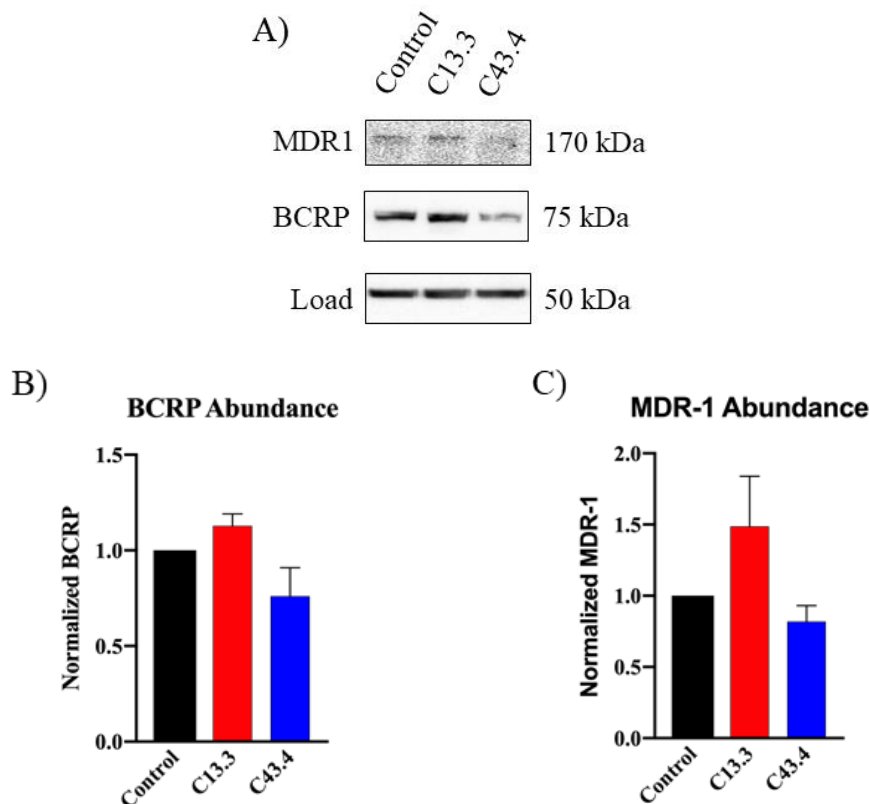 A)
Control
C13.3
C43.4
MDR1
170 kDa
BCRP
75 kDa
Load
50 kDa
B)
BCRP Abundance
Normalized BCRP
1.5
1.0
0.5
0.0
Control
C13.3
C43.4
C)
MDR-1 Abundance
Normalized MDR-1
2.0
1.5
1.0
0.5
0.0
Control
C13.3
C43.4